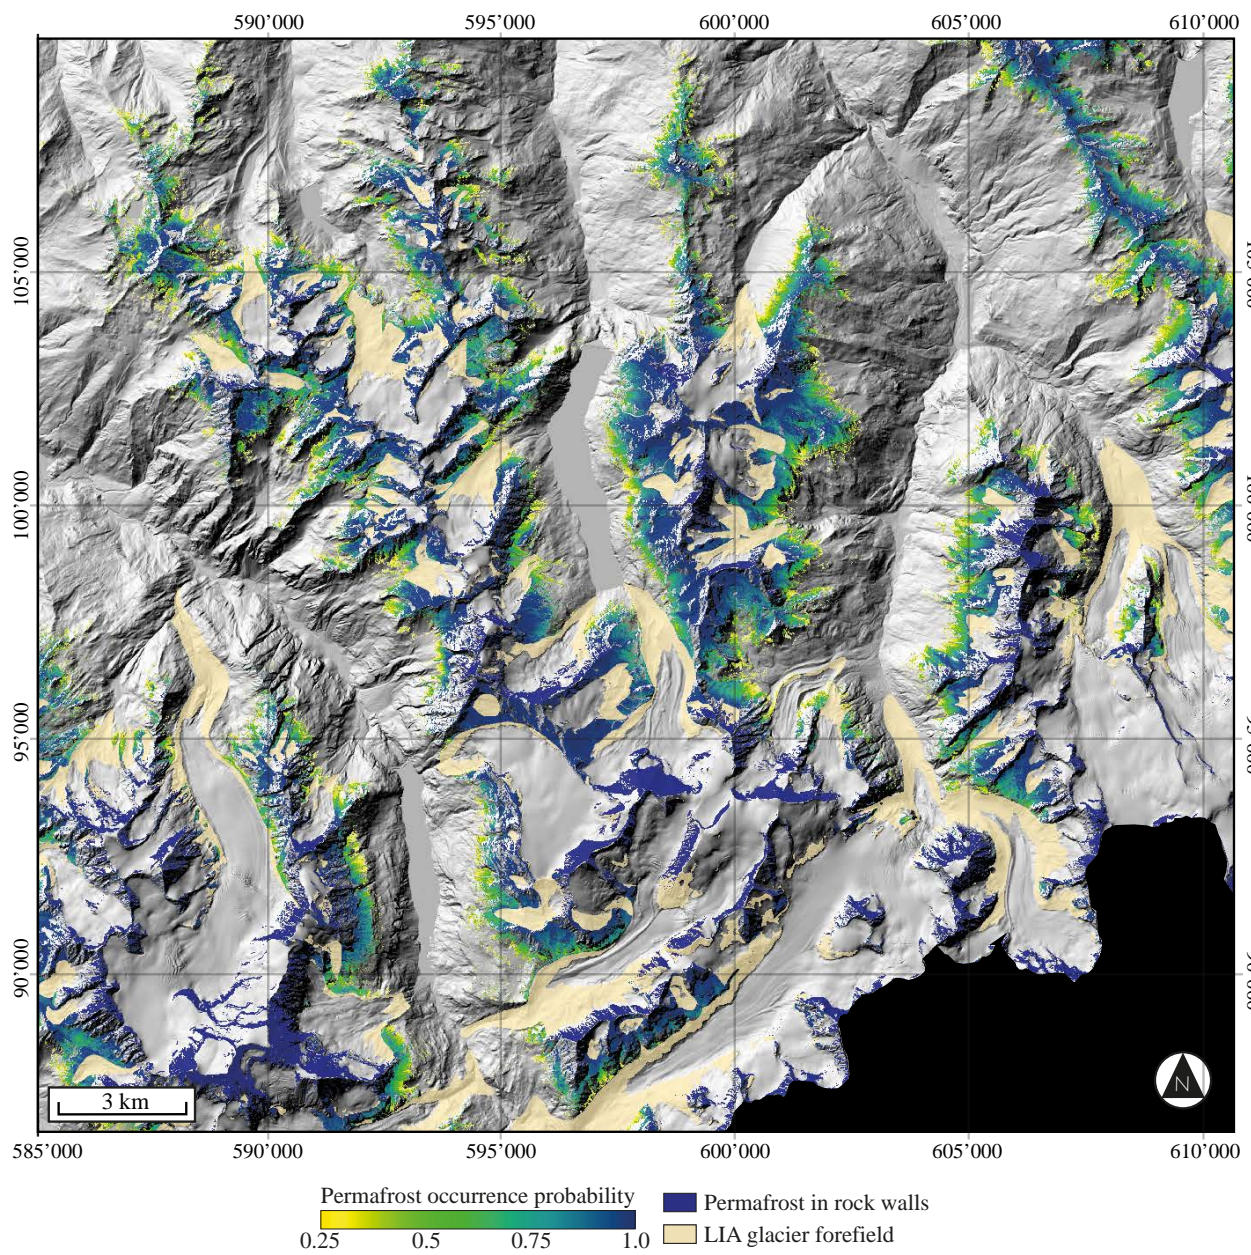 590’000 595’000 600’000 605’000 610’000
105’000
100’000
95’000
90’000
N
3 km
585’000 590’000 595’000 600’000 605’000 610’000
Permafrost occurrence probability
0.25 0.5 0.75 1.0
Permafrost in rock walls
LIA glacier forefield